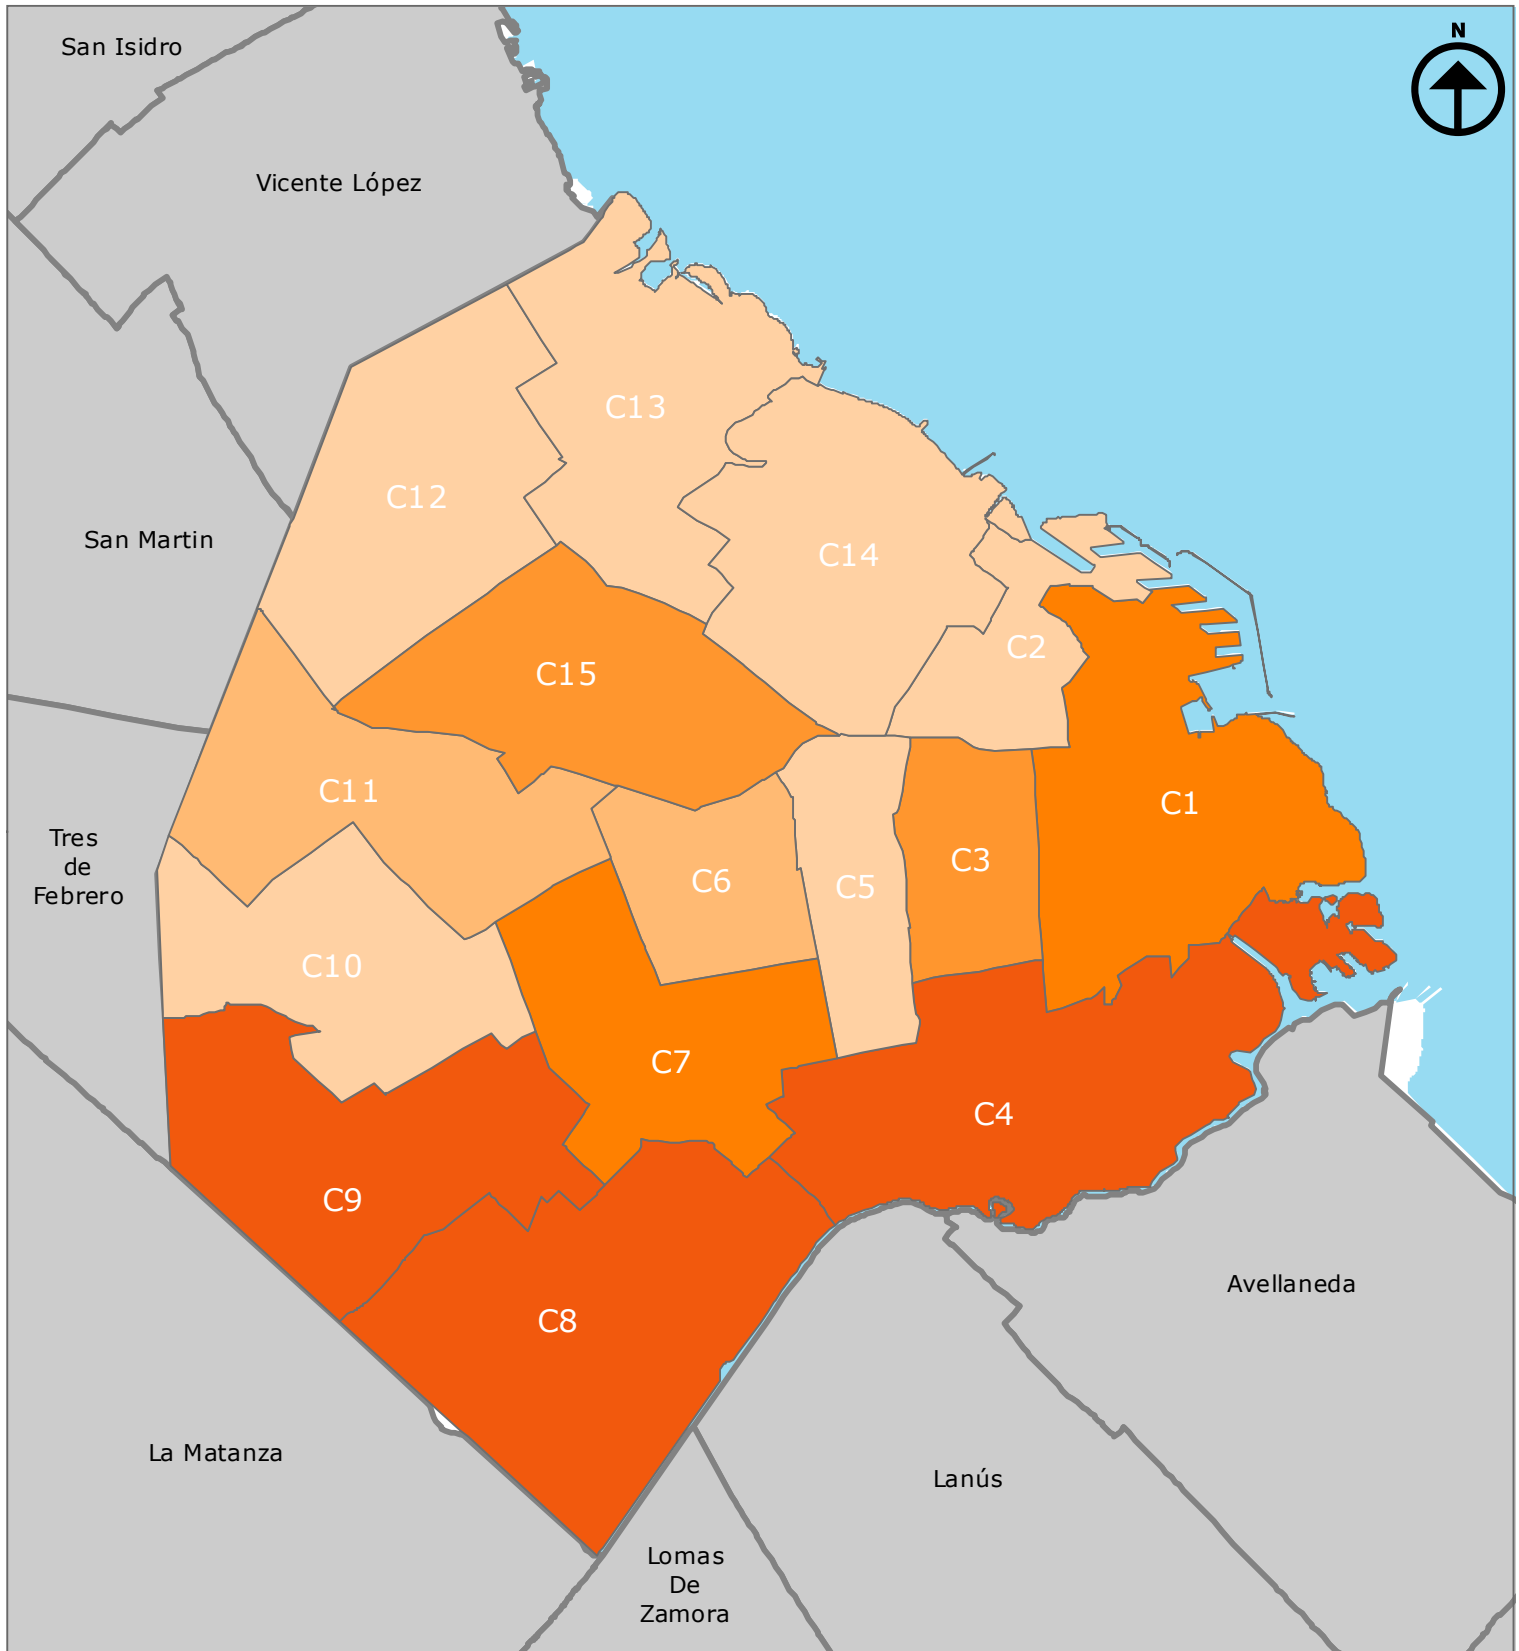 N
San Isidro
Vicente López
C13
C12
San Martin
C14
C2
C15
C11
C1
Tres
de
Febrero
C3
C6
C5
C10
C7
C4
C9
Avellaneda
C8
La Matanza
Lanús
Lomas
De
Zamora